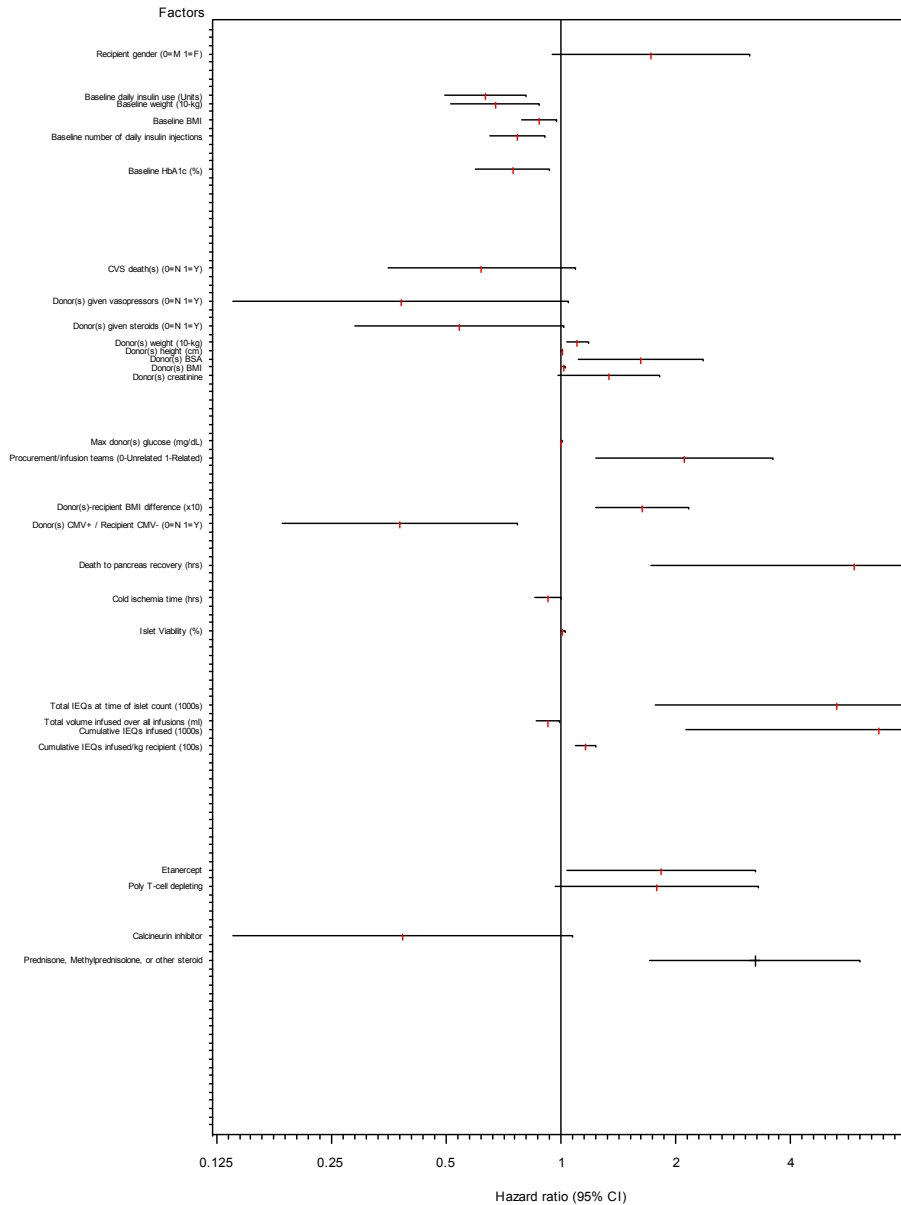 Factors
Recipient gender (0=M 1=F)
Baseline daily insulin use (Units)
Baseline weight (10-kg)
Baseline BMI
Baseline number of daily insulin injections
Baseline HbA1c (%)
CVS death(s) (0=N 1=Y)
Donor(s) given vasopressors (0=N 1=Y)
Donor(s) given steroids (0=N 1=Y)
Donor(s) weight (10-kg)
Donor(s) height (cm)
Donor(s) BSA
Donor(s) BMI
Donor(s) creatinine
Max donor(s) glucose (mg/dL)
Procurement/infusion teams (0-Unrelated 1-Related)
Donor(s)-recipient BMI difference (x10)
Donor(s) CMV+ / Recipient CMV- (0=N 1=Y)
Death to pancreas recovery (hrs)
Cold ischemia time (hrs)
Islet Viability (%)
Total IEQs at time of islet count (1000s)
Total volume infused over all infusions (ml)
Cumulative IEQs infused (1000s)
Cumulative IEQs infused/kg recipient (100s)
Etanercept
Poly T-cell depleting
Calcineurin inhibitor
Prednisone, Methylprednisolone, or other steroid
0.125 0.25 0.5 1 2 4
Hazard ratio (95% CI)